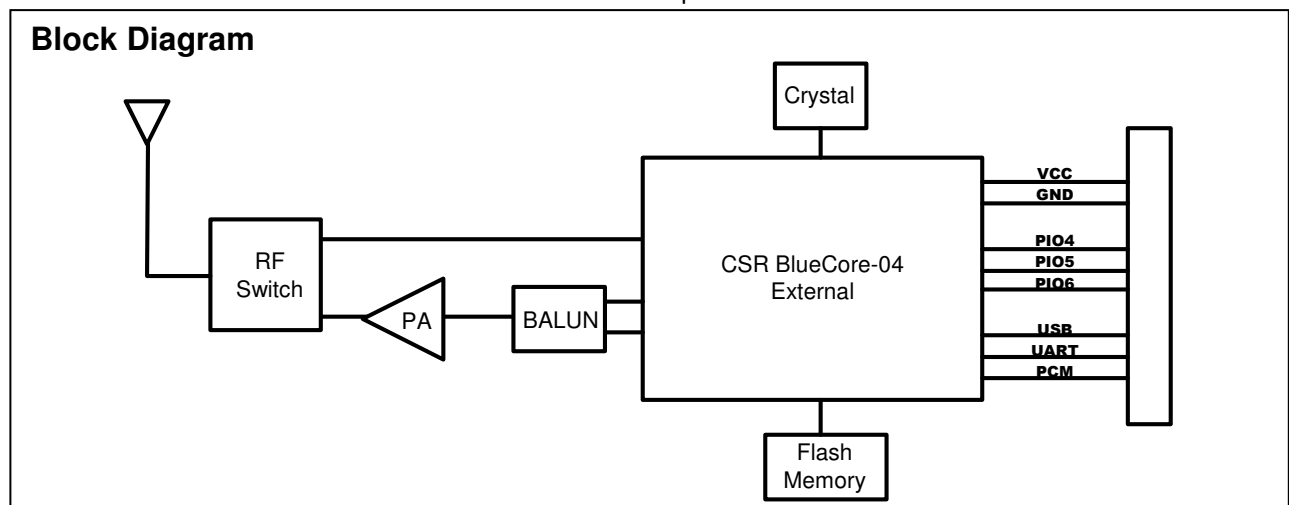 Block Diagram
Crystal
VCC
GND
RF
Switch
PIO4
PIO5
PIO6
CSR BlueCore-04
External
PA
BALUN
USB
UART
PCM
Flash
Memory